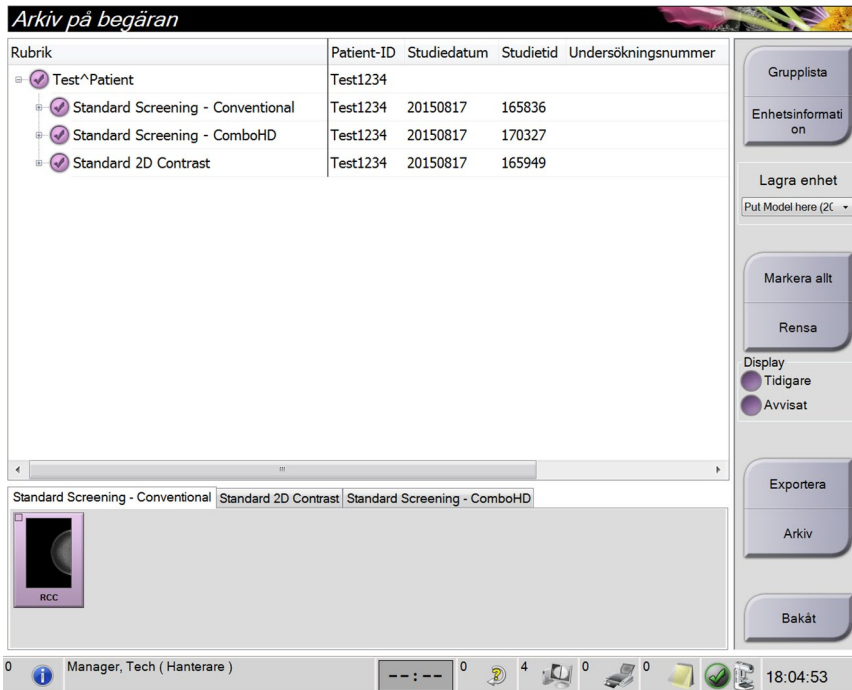 Arkiv på begäran
Rubrik Patient-ID Studiedatum Studietid Undersökningsnummer
Test^Patient Test1234
Standard Screening - Conventional Test1234 20150817 165836
Standard Screening - ComboHD Test1234 20150817 170327
Standard 2D Contrast Test1234 20150817 165949
Grupplista
Enhetsinformati
on
Lagra enhet
Put Model here (20
Markera allt
Rensa
Display
Tidigare
Avvisat
Exportera
Arkiv
Bakåt
Standard Screening - Conventional Standard 2D Contrast Standard Screening - ComboHD
RCC
0 Manager, Tech ( Hanterare ) --:-- 0 4 0 0 18:04:53